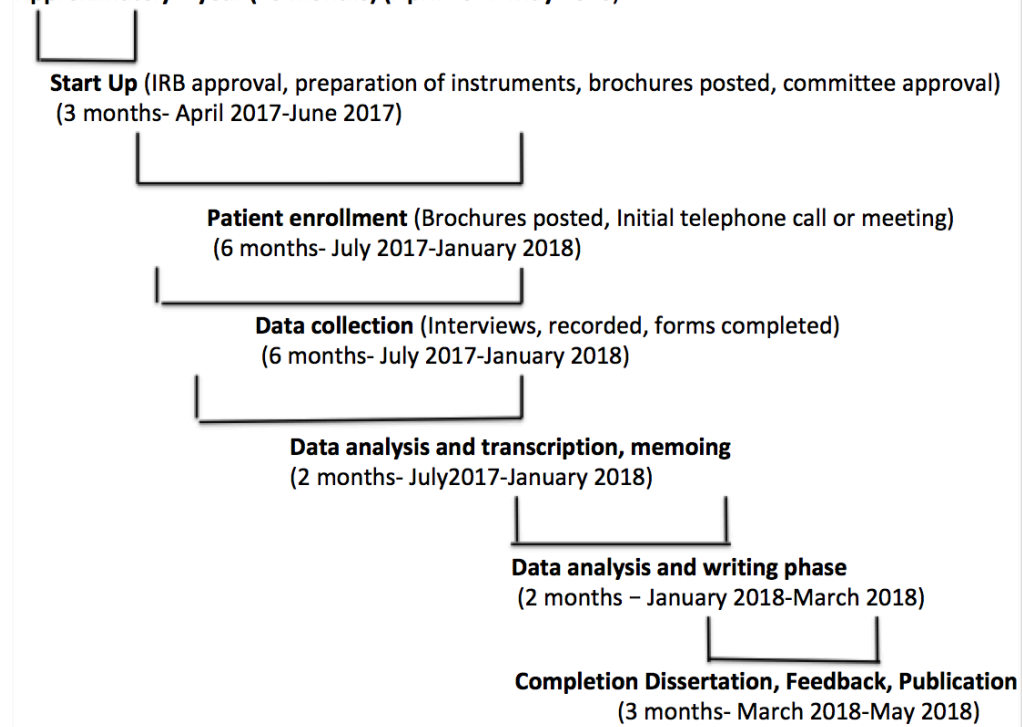 Start Up (IRB approval, preparation of instruments, brochures posted, committee approval)
(3 months- April 2017-June 2017)
Patient enrollment (Brochures posted, Initial telephone call or meeting)
(6 months- July 2017-January 2018)
Data collection (Interviews, recorded, forms completed)
(6 months- July 2017-January 2018)
Data analysis and transcription, memoing
(2 months- July2017-January 2018)
Data analysis and writing phase
(2 months – January 2018-March 2018)
Completion Dissertation, Feedback, Publication
(3 months- March 2018-May 2018)